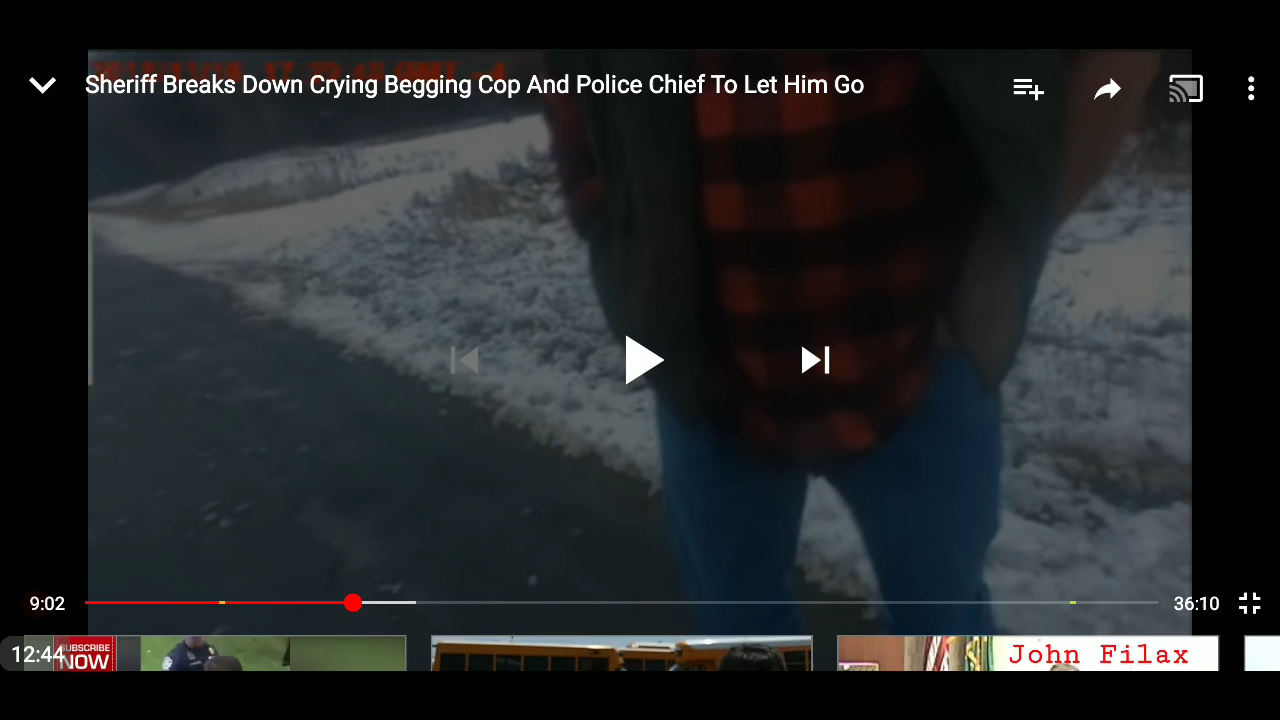 Sheriff Breaks Down Crying Begging Cop And Police Chief To Let Him Go
9:02
36:10
12:44
SUBSCRIBE
NOW
John Filax